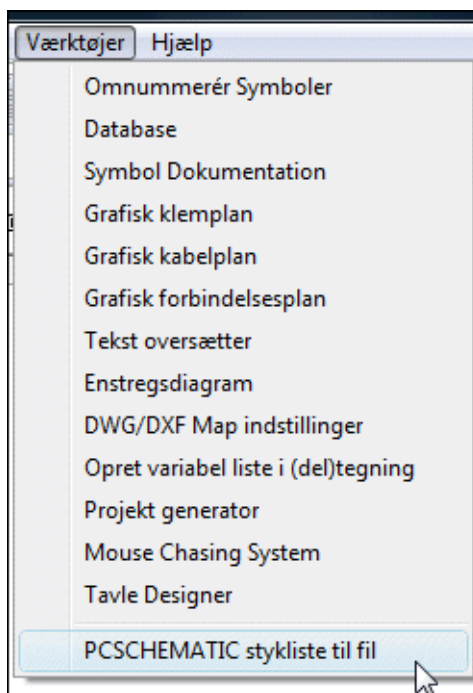 Værktøjer Hjælp
Omnummerér Symboler
Database
Symbol Dokumentation
Grafisk klemplan
Grafisk kabelplan
Grafisk forbindelsesplan
Tekst oversætter
Enstregsdiagram
DWG/DXF Map indstillinger
Opret variabel liste i (del)tegning
Projekt generator
Mouse Chasing System
Tavle Designer
PCSCHEMATIC stykliste til fil